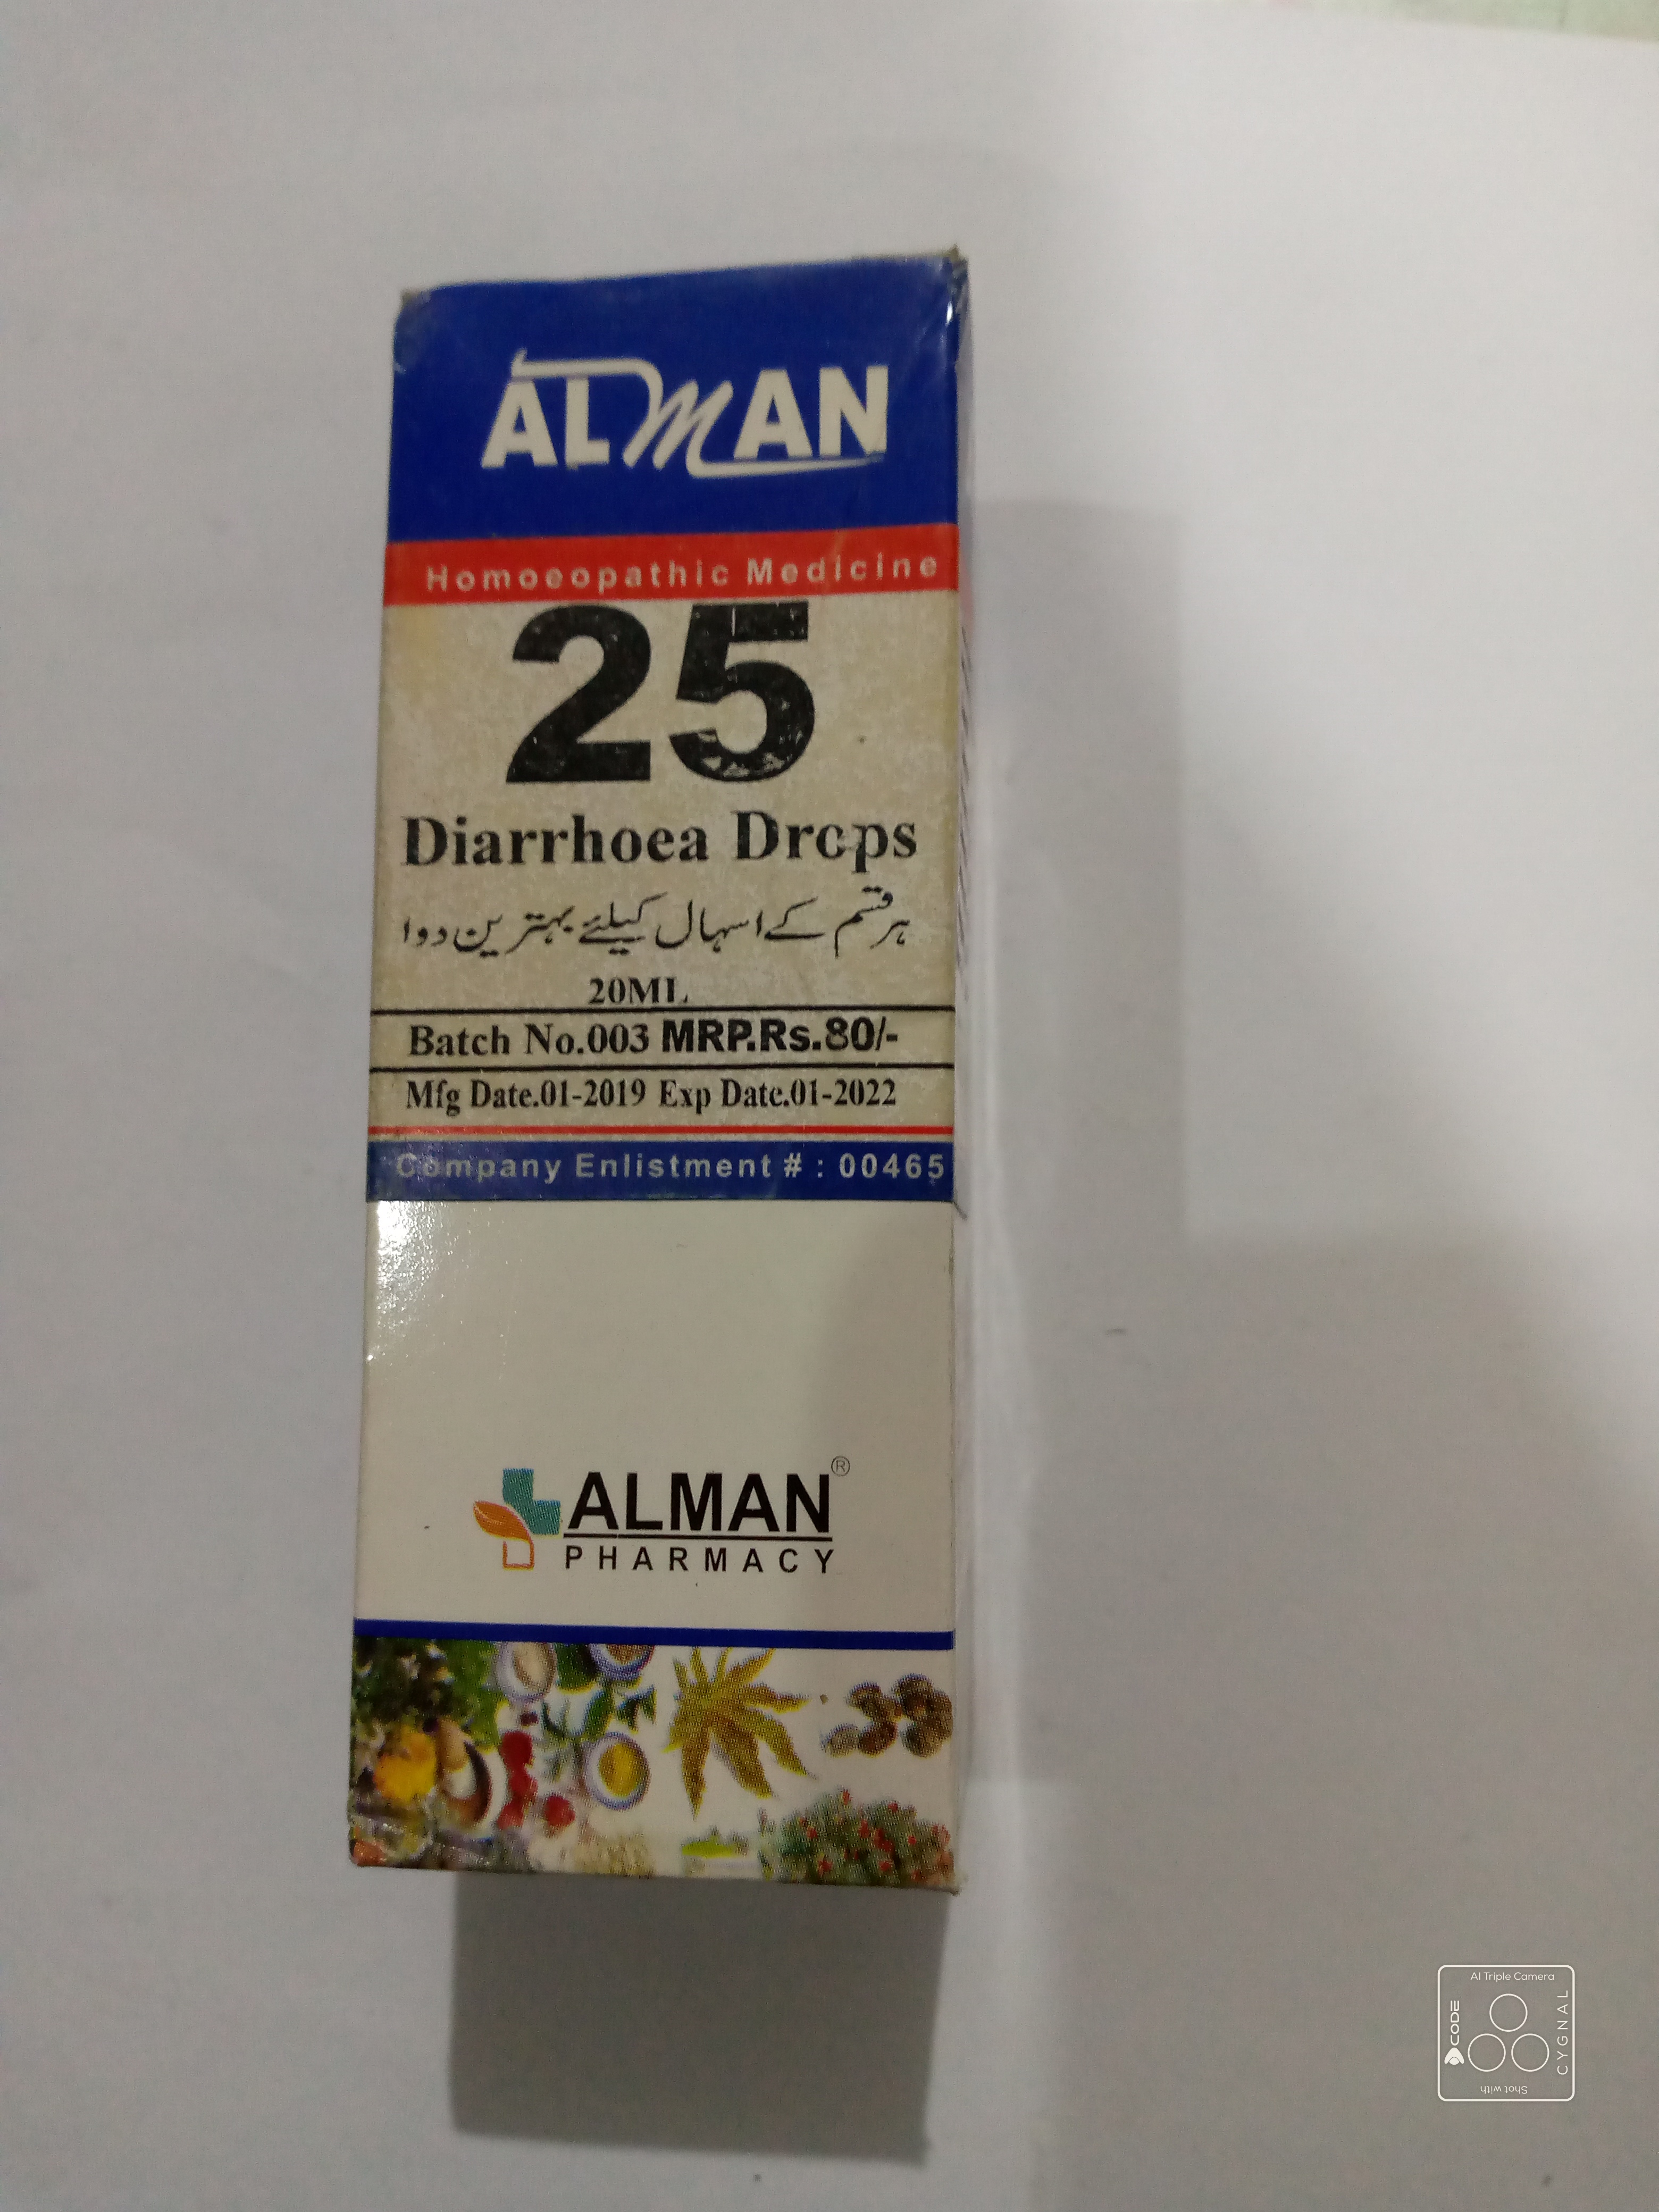 ALMAN
Homoeopathic Medicine
25
Diarrhoea Drops
ہر قسم کے اسہال کیلئے بہترین دوا
20ML
Batch No.003 MRP.Rs.80/-
Mfg Date.01-2019 Exp Date.01-2022
Company Enlistment # : 00465
ALMAN®
PHARMACY
AI Triple Camera
CODE
CYGNAL
Shot with